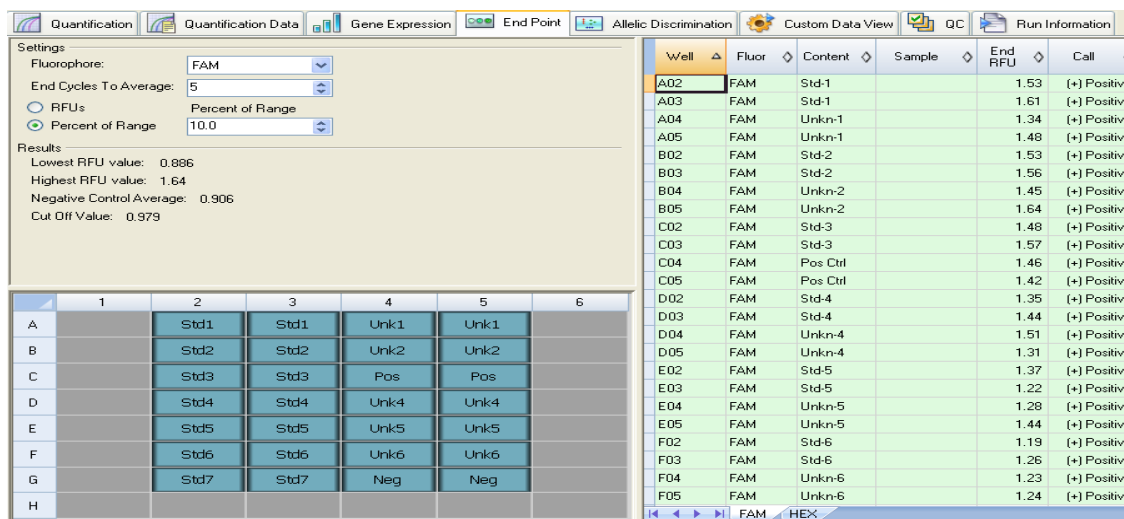 Quantification Quantification Data Gene Expression End Point Allelic Discrimination Custom Data View QC Run Information
Settings
Fluorophore: FAM
End Cycles To Average: 5
RFUs Percent of Range
Percent of Range 10.0
Results
Lowest RFU value: 0.886
Highest RFU value: 1.64
Negative Control Average: 0.906
Cut Off Value: 0.979
1 2 3 4 5 6
A Std1 Std1 Unk1 Unk1
B Std2 Std2 Unk2 Unk2
C Std3 Std3 Pos Pos
D Std4 Std4 Unk4 Unk4
E Std5 Std5 Unk5 Unk5
F Std6 Std6 Unk6 Unk6
G Std7 Std7 Neg Neg
H
Well Fluor Content Sample End RFU Call
A02 FAM Std-1 1.53 (+) Positiv
A03 FAM Std-1 1.61 (+) Positiv
A04 FAM Unkn-1 1.34 (+) Positiv
A05 FAM Unkn-1 1.48 (+) Positiv
B02 FAM Std-2 1.53 (+) Positiv
B03 FAM Std-2 1.56 (+) Positiv
B04 FAM Unkn-2 1.45 (+) Positiv
B05 FAM Unkn-2 1.64 (+) Positiv
C02 FAM Std-3 1.48 (+) Positiv
C03 FAM Std-3 1.57 (+) Positiv
C04 FAM Pos Ctrl 1.46 (+) Positiv
C05 FAM Pos Ctrl 1.42 (+) Positiv
D02 FAM Std-4 1.35 (+) Positiv
D03 FAM Std-4 1.44 (+) Positiv
D04 FAM Unkn-4 1.51 (+) Positiv
D05 FAM Unkn-4 1.31 (+) Positiv
E02 FAM Std-5 1.37 (+) Positiv
E03 FAM Std-5 1.22 (+) Positiv
E04 FAM Unkn-5 1.28 (+) Positiv
E05 FAM Unkn-5 1.44 (+) Positiv
F02 FAM Std-6 1.19 (+) Positiv
F03 FAM Std-6 1.26 (+) Positiv
F04 FAM Unkn-6 1.23 (+) Positiv
F05 FAM Unkn-6 1.24 (+) Positiv
FAM HEX